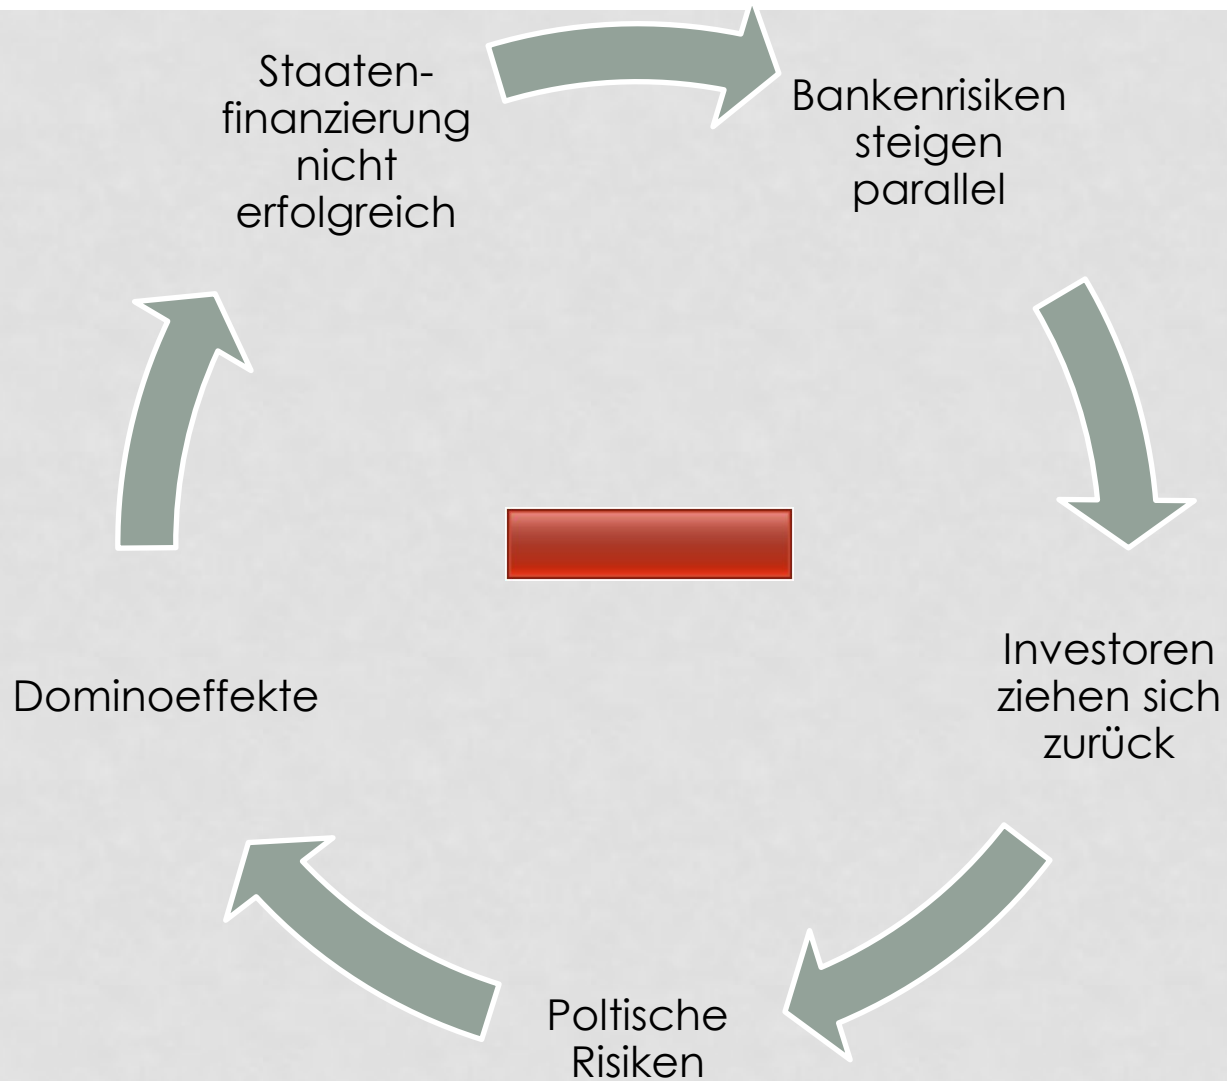 Staaten-
finanzierung
nicht
erfolgreich
Bankenrisiken
steigen
parallel
Investoren
ziehen sich
zurück
Poltische
Risiken
Dominoeffekte